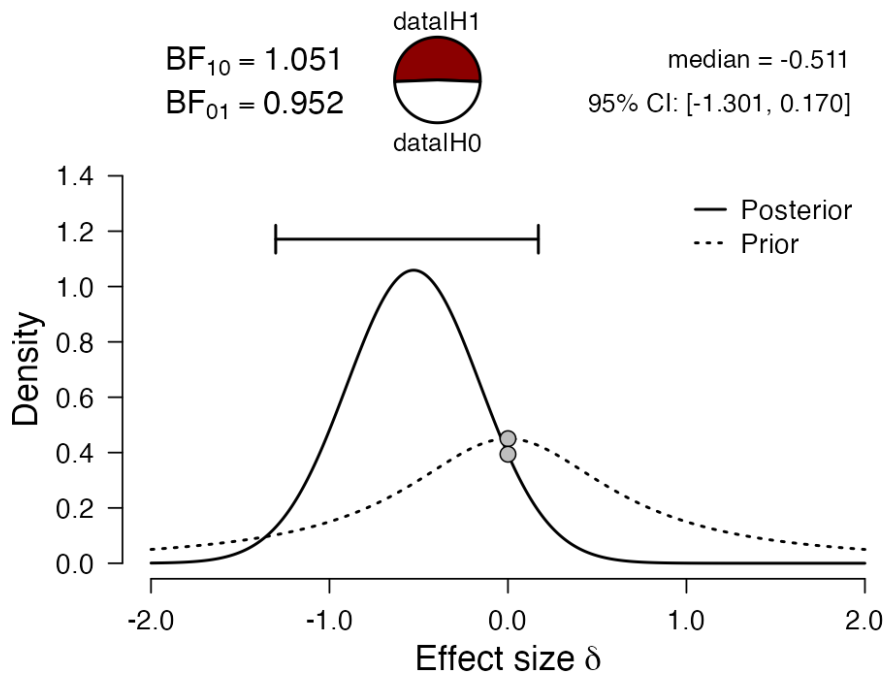 data|H1
BF10 = 1.051
BF01 = 0.952
data|H0
median = -0.511
95% CI: [-1.301, 0.170]
Posterior
Prior
Density
1.4
1.2
1.0
0.8
0.6
0.4
0.2
0.0
-2.0 -1.0 0.0 1.0 2.0
Effect size δ